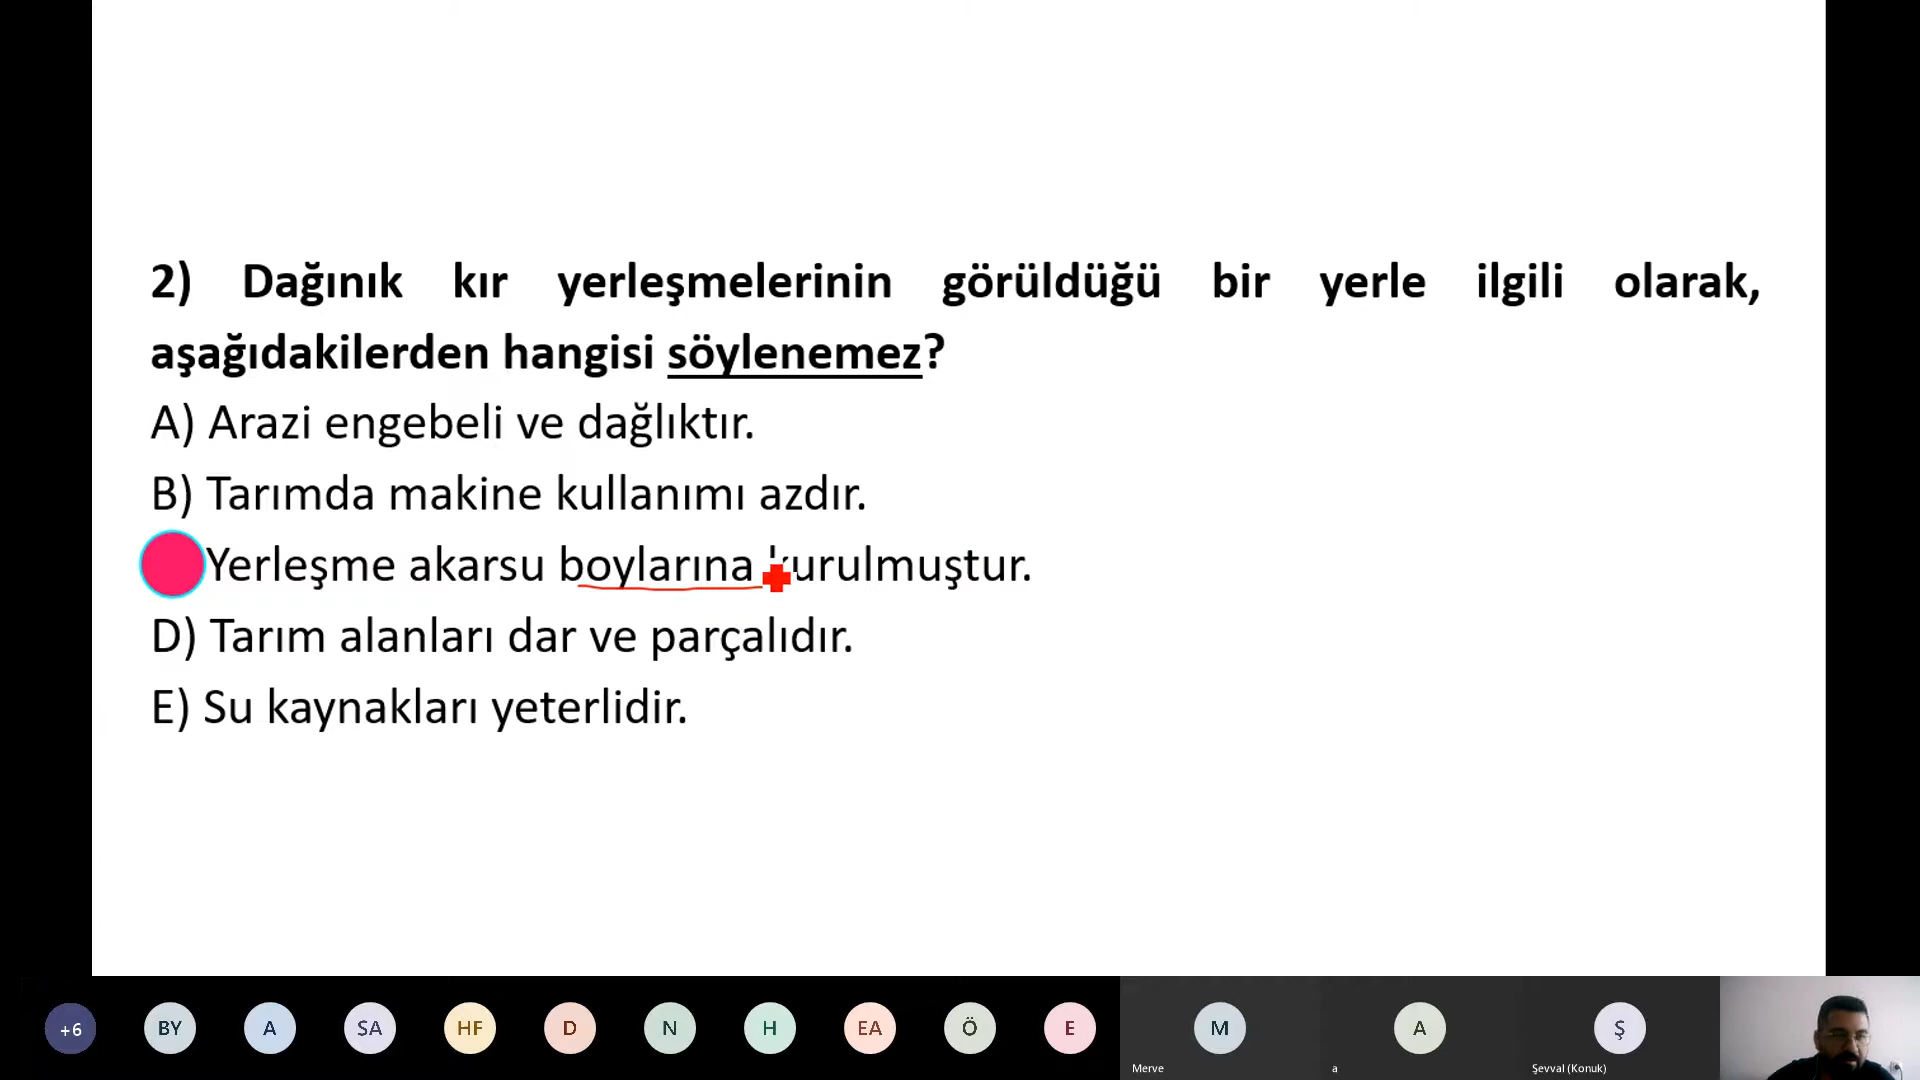 2) Dağınık kır yerleşmelerinin görüldüğü bir yerle ilgili olarak,
aşağıdakilerden hangisi söylenemez?
A) Arazi engebeli ve dağlıktır.
B) Tarımda makine kullanımı azdır.
Yerleşme akarsu boylarına kurulmuştur.
D) Tarım alanları dar ve parçalıdır.
E) Su kaynakları yeterlidir.
+6 BY A SA HF D N H EA Ö E M A Ş
Merve a Şevval (Konuk)